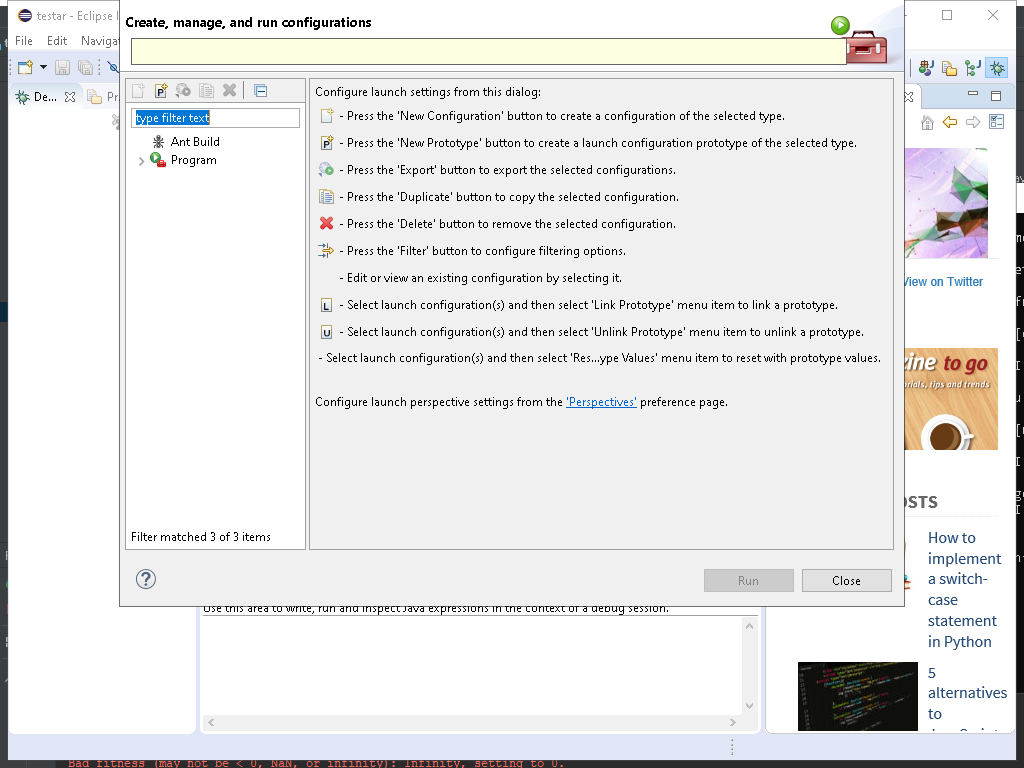 testar - Eclipse I
Create, manage, and run configurations
File Edit Navigat
De... Pr
type filter text
Ant Build
Program
Filter matched 3 of 3 items
Configure launch settings from this dialog:
- Press the 'New Configuration' button to create a configuration of the selected type.
P - Press the 'New Prototype' button to create a launch configuration prototype of the selected type.
- Press the 'Export' button to export the selected configurations.
- Press the 'Duplicate' button to copy the selected configuration.
- Press the 'Delete' button to remove the selected configuration.
- Press the 'Filter' button to configure filtering options.
- Edit or view an existing configuration by selecting it.
L - Select launch configuration(s) and then select 'Link Prototype' menu item to link a prototype.
U - Select launch configuration(s) and then select 'Unlink Prototype' menu item to unlink a prototype.
- Select launch configuration(s) and then select 'Res...ype Values' menu item to reset with prototype values.
Configure launch perspective settings from the 'Perspectives' preference page.
?
Run
Close
View on Twitter
zine to go
orials, tips and trends
OSTS
How to
implement
a switch-
case
statement
in Python
5
alternatives
to
Use this area to write, run and inspect Java expressions in the context of a debug session.
Bad fitness (may not be < 0, NaN, or infinity): Infinity, setting to 0.